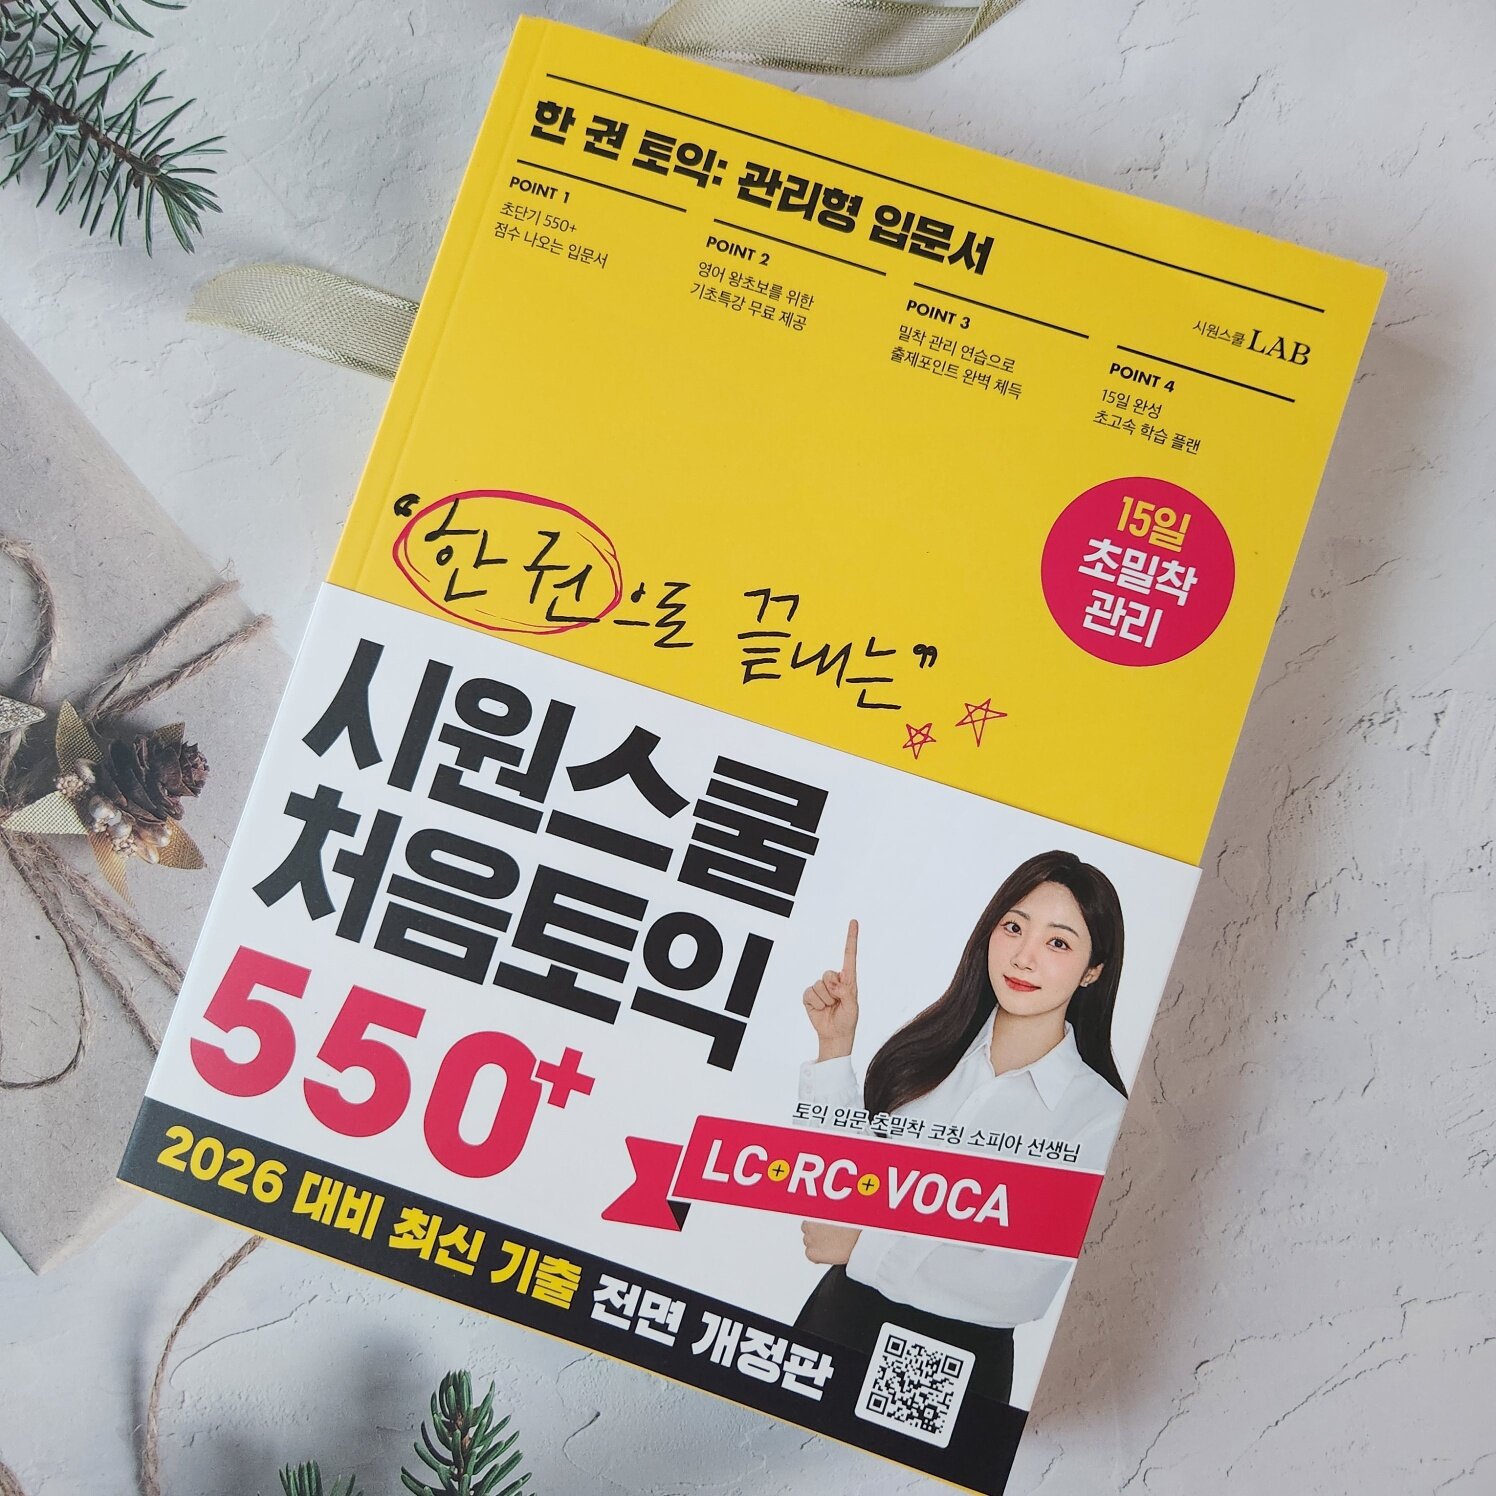 한 권 토익: 관리형 입문서
시원스쿨 LAB
POINT 1
초단기 550+
점수 나오는 입문서
POINT 2
영어 왕초보를 위한
기초특강 무료 제공
POINT 3
밀착 관리 연습으로
출제포인트 완벽 체득
POINT 4
15일 완성
초고속 학습 플랜
15일
초밀착
관리
“한 권으로 끝내는”
시원스쿨
처음토익
550+
토익 입문 초밀착 코칭 소피아 선생님
LC+RC+VOCA
2026 대비 최신 기출 전면 개정판